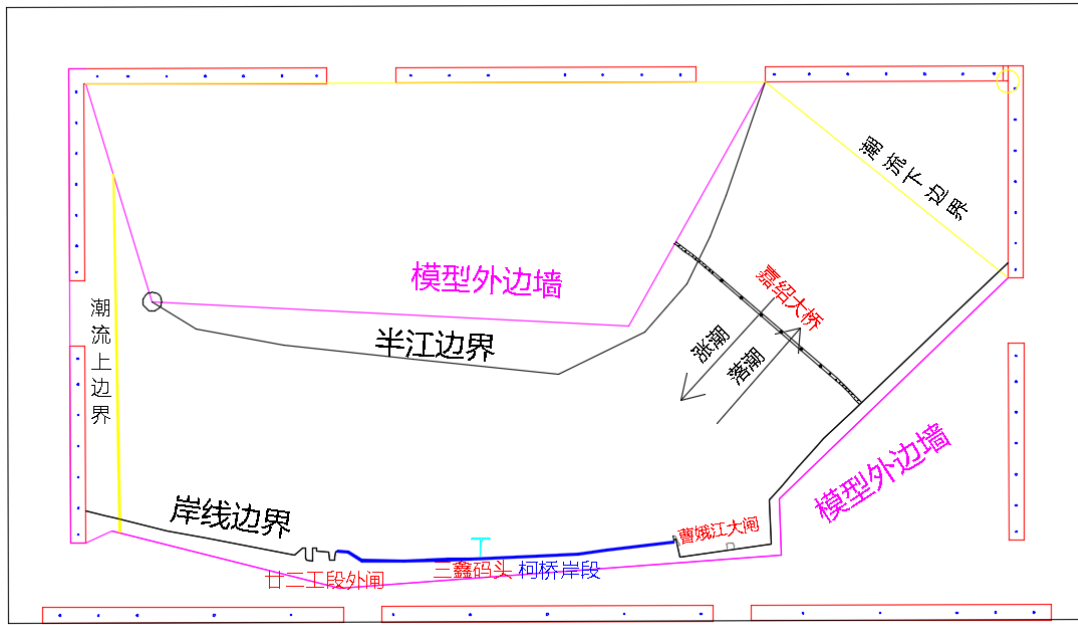 潮流下边界
模型外边墙
嘉绍大桥
潮流上边界
半江边界
涨潮
落潮
模型外边墙
岸线边界
曹娥江大闸
廿二工段外闸
三鑫码头
柯桥岸段